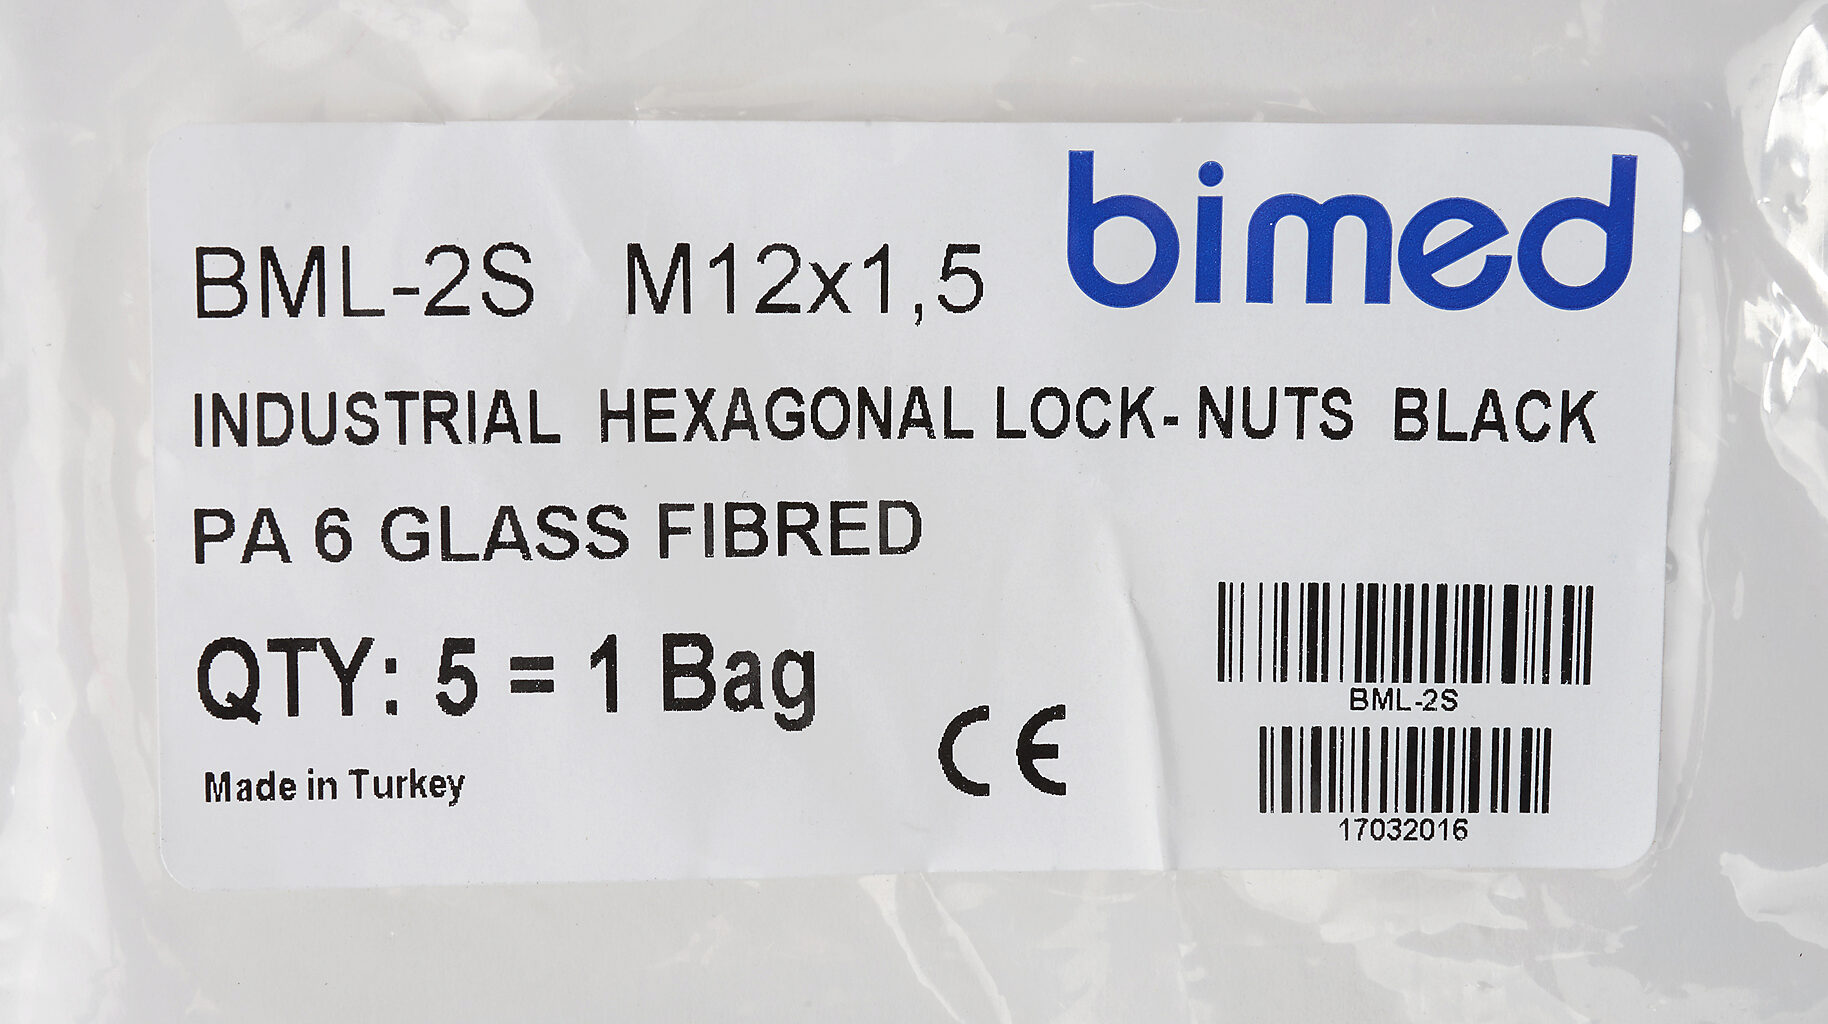 bimed
BML-2S M12x1,5
INDUSTRIAL HEXAGONAL LOCK- NUTS BLACK
PA 6 GLASS FIBRED
QTY: 5 = 1 Bag
BML-2S
CE
Made in Turkey
17032016